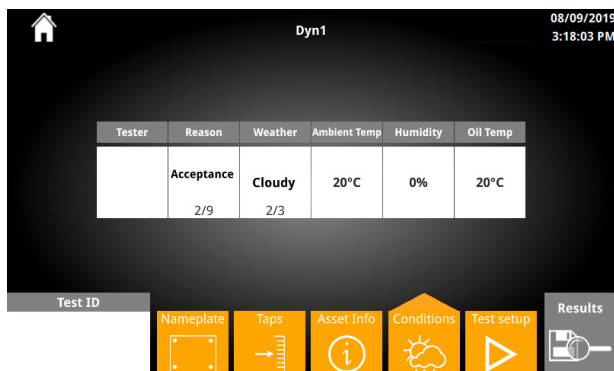 Dyn1
08/09/2019
3:18:03 PM
Tester Reason Weather Ambient Temp Humidity Oil Temp
Acceptance Cloudy 20°C 0% 20°C
2/9 2/3
Test ID
Nameplate Taps Asset Info Conditions Test setup Results